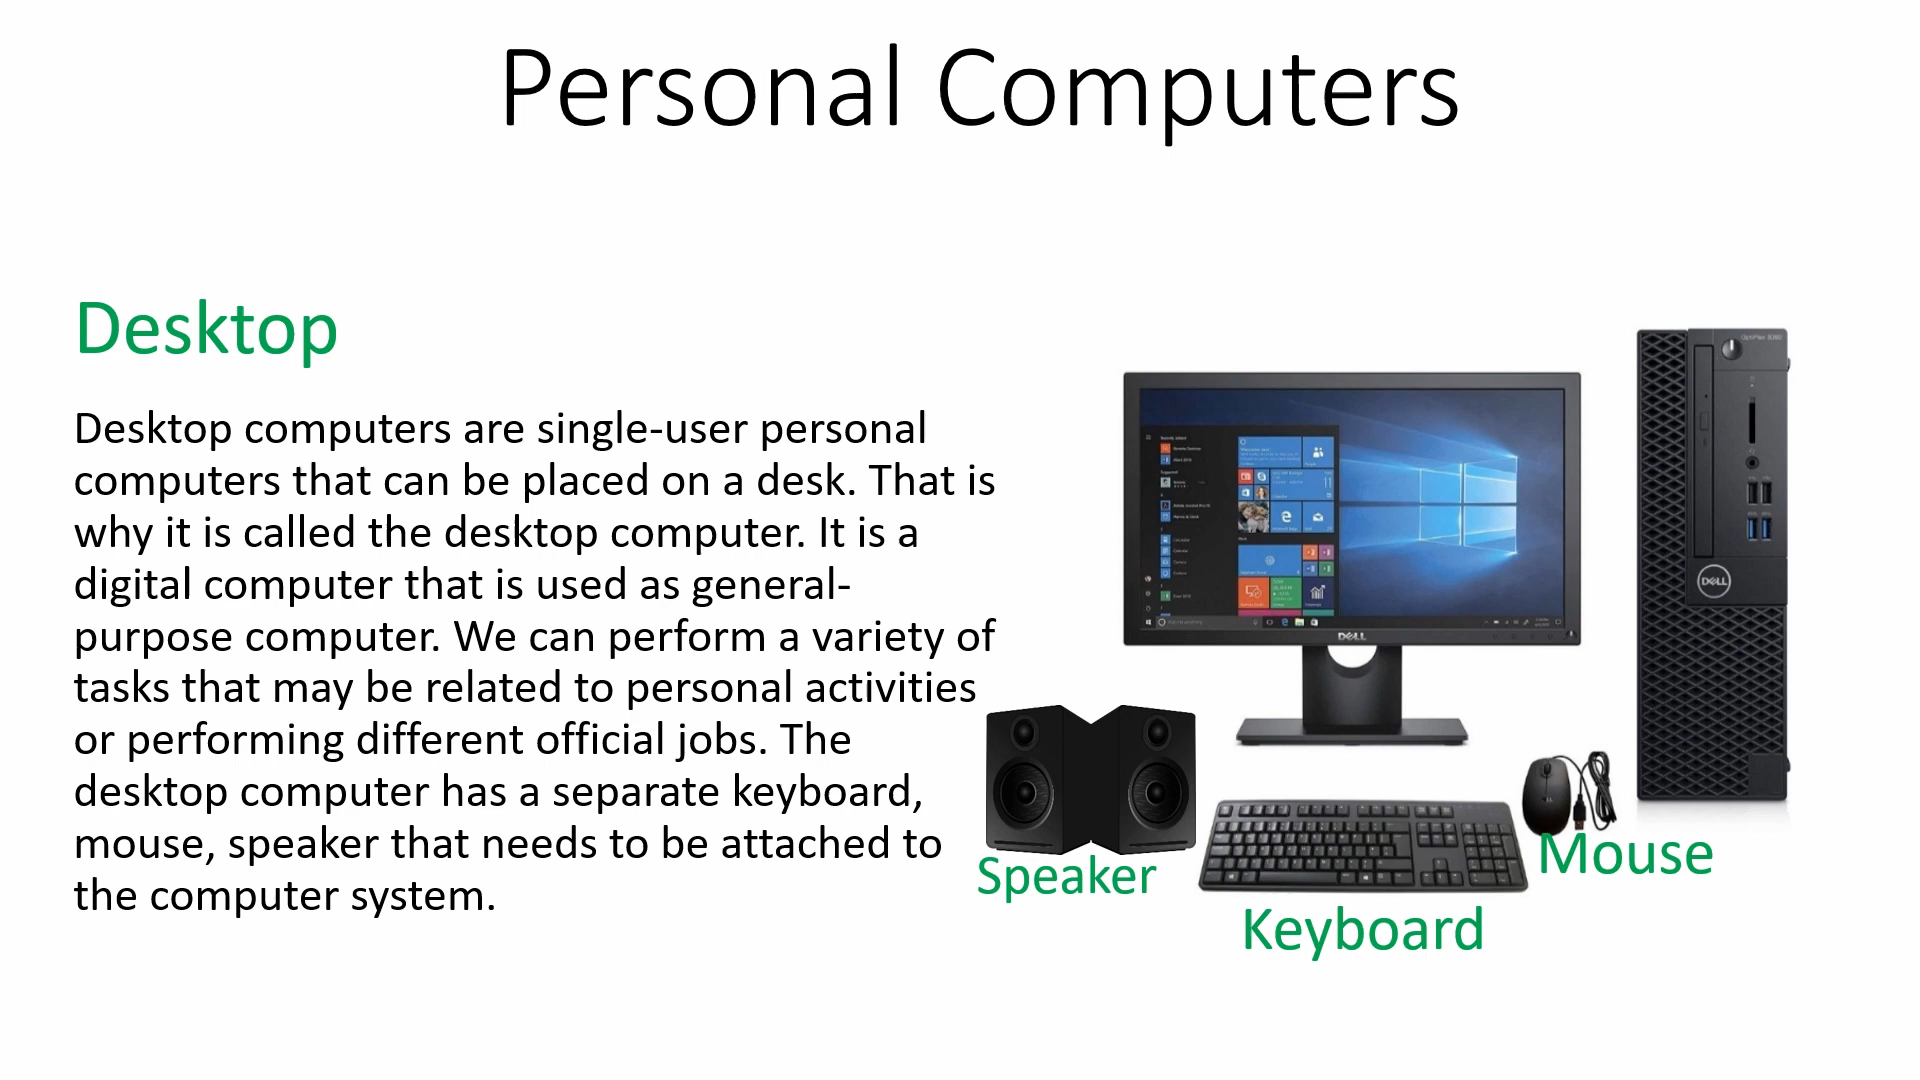 Personal Computers
Desktop
Desktop computers are single-user personal
computers that can be placed on a desk. That is
why it is called the desktop computer. It is a
digital computer that is used as general-
purpose computer. We can perform a variety of
tasks that may be related to personal activities
or performing different official jobs. The
desktop computer has a separate keyboard,
mouse, speaker that needs to be attached to
the computer system.
DELL
DELL
Speaker
Mouse
Keyboard